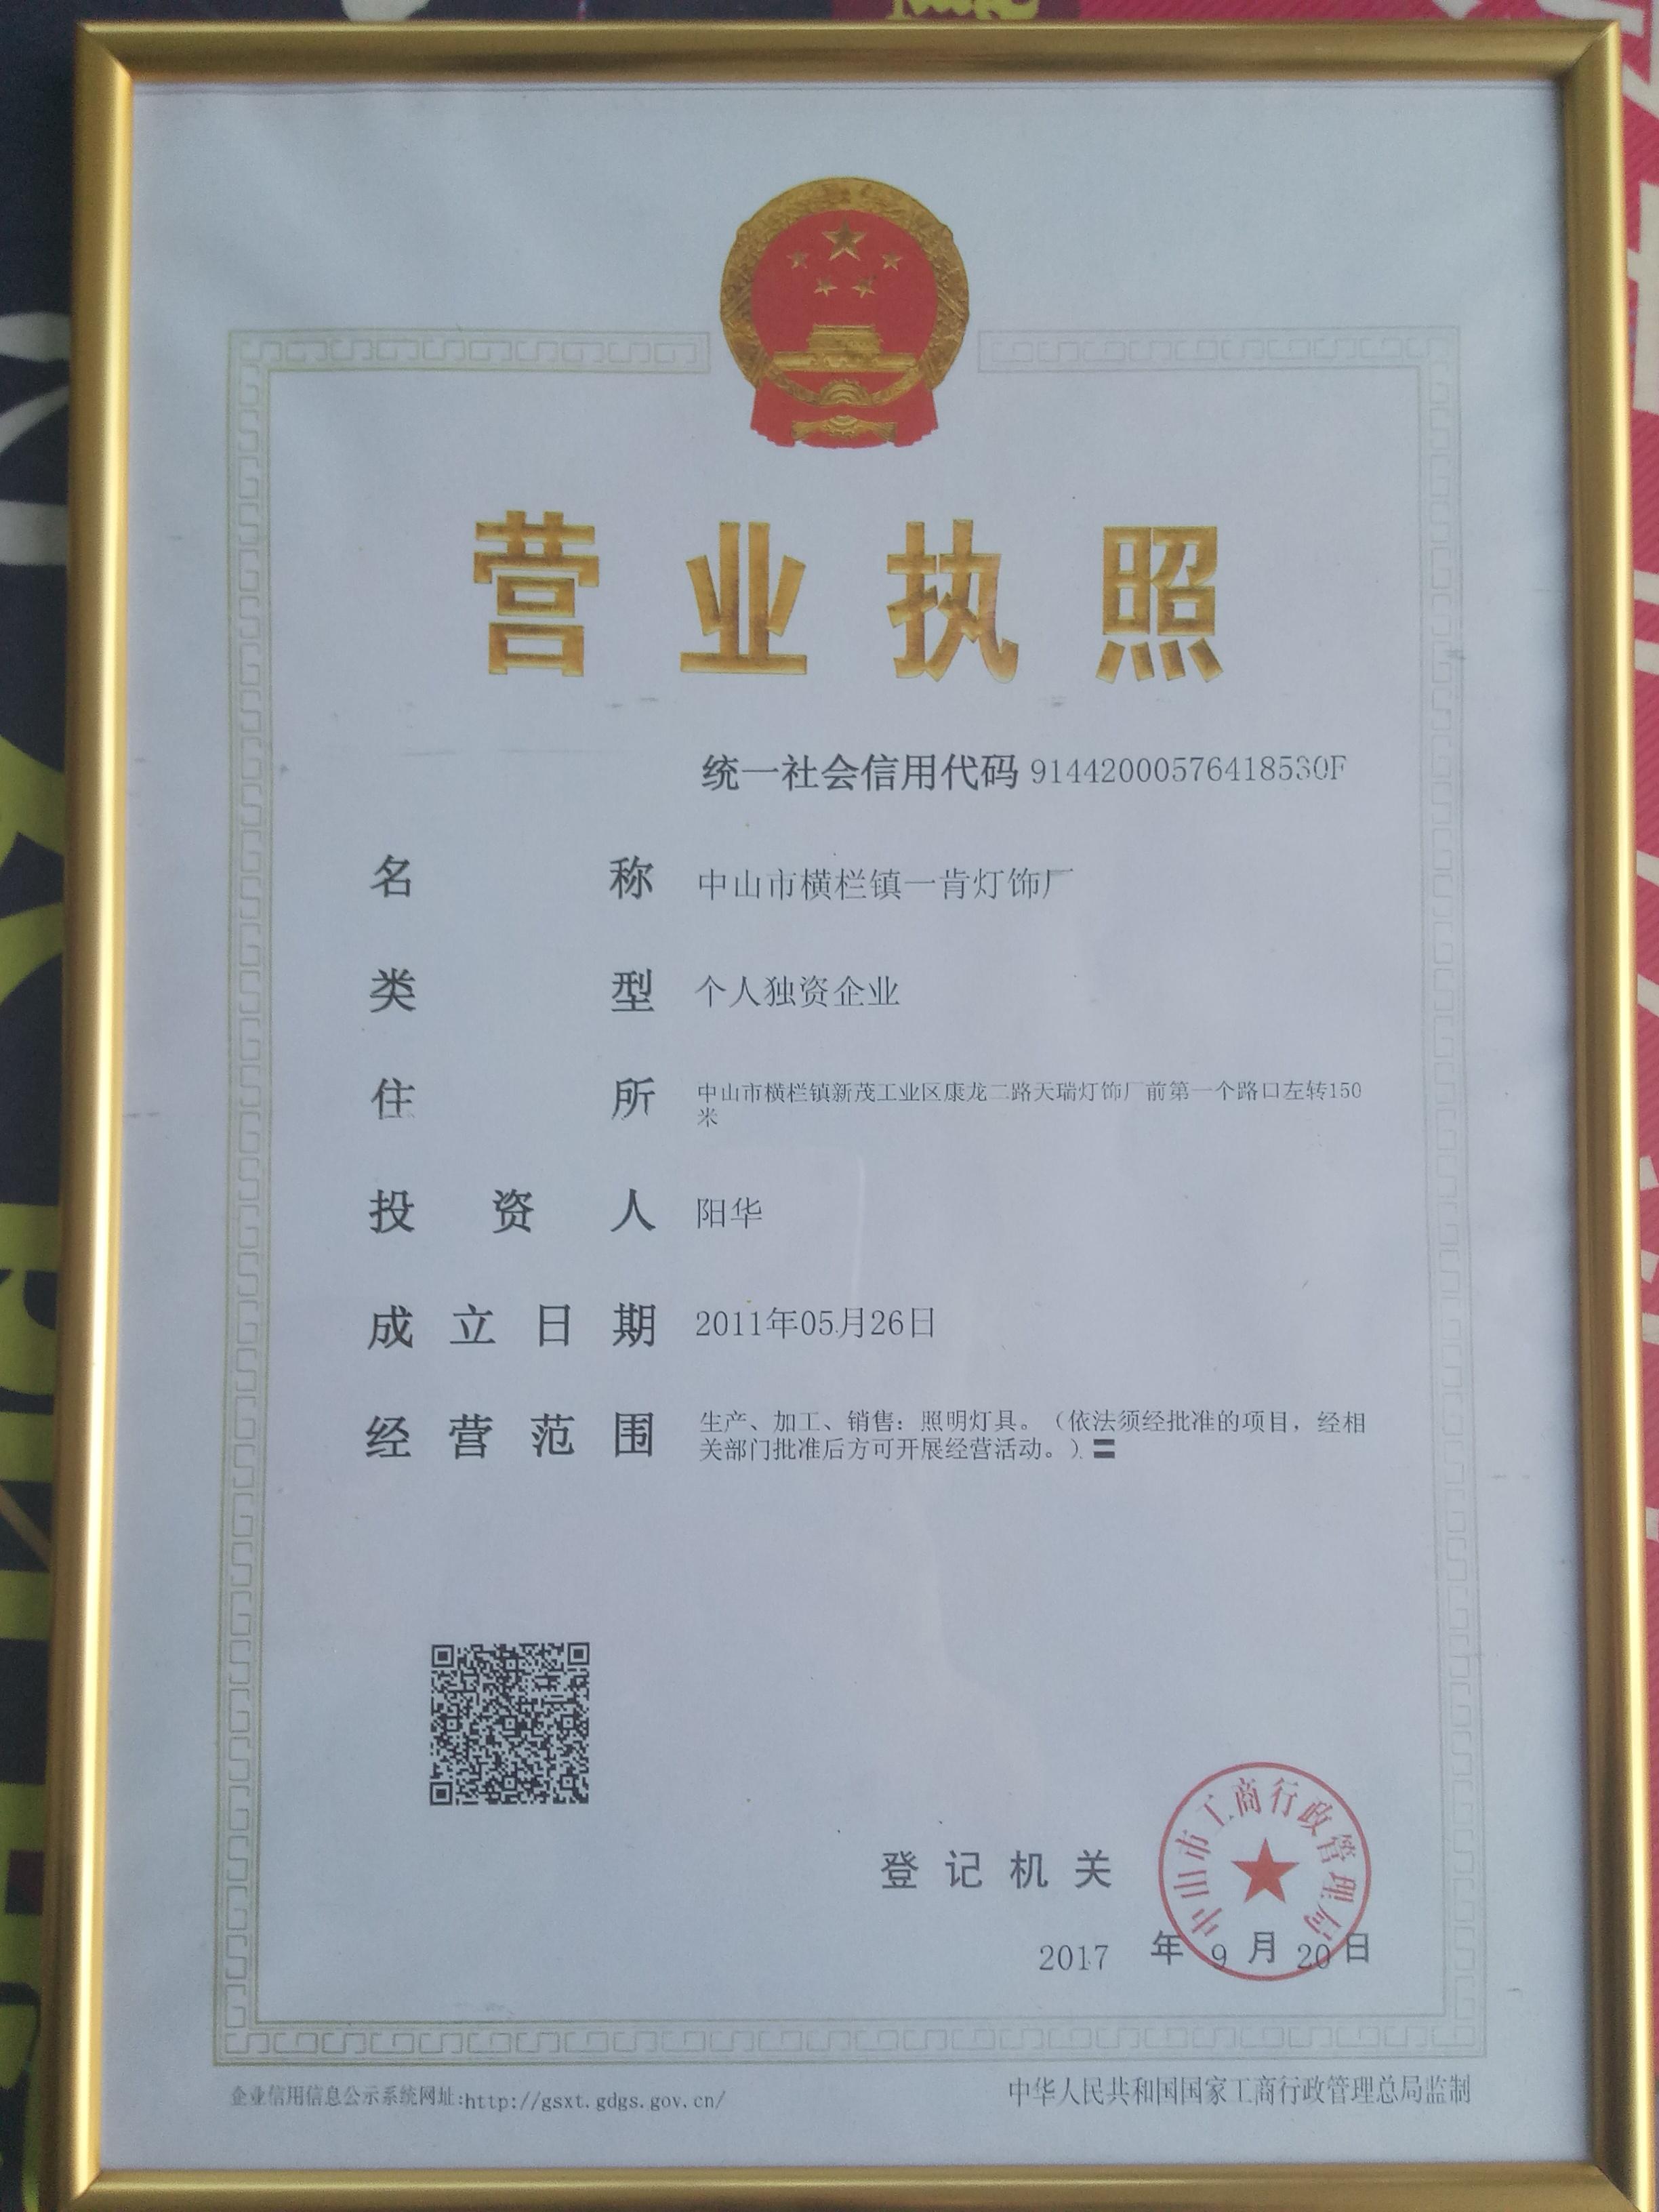 营业执照
统一社会信用代码 91442000576418530F
名称 中山市横栏镇一肯灯饰厂
类型 个人独资企业
住所 中山市横栏镇新茂工业区康龙二路天瑞灯饰厂前第一个路口左转150
米
投资人 阳华
成立日期 2011年05月26日
经营范围 生产、加工、销售：照明灯具。（依法须经批准的项目，经相
关部门批准后方可开展经营活动。）〓
登记机关
中山市工商行政管理局
2017 年 9 月 20 日
企业信用信息公示系统网址:http://gsxt.gdgs.gov.cn/
中华人民共和国国家工商行政管理总局监制